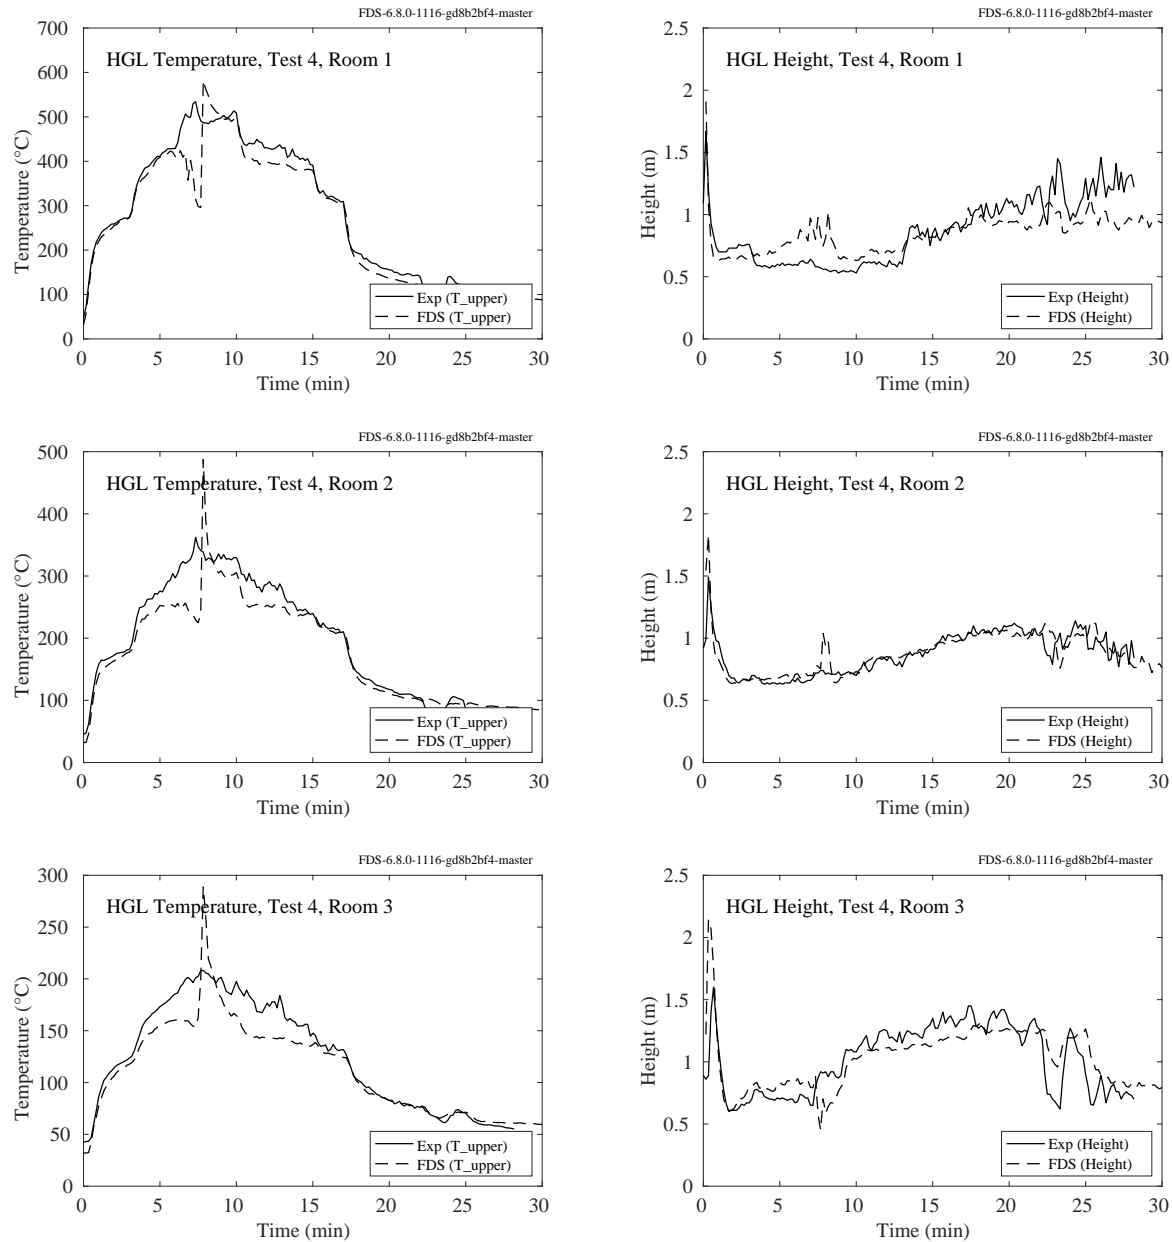 FDS-6.8.0-1116-gd8b2bf4-master
HGL Temperature, Test 4, Room 1
Temperature (°C)
700
600
500
400
300
200
100
0
Exp (T_upper)
FDS (T_upper)
0 5 10 15 20 25 30
Time (min)
FDS-6.8.0-1116-gd8b2bf4-master
HGL Height, Test 4, Room 1
Height (m)
2.5
2
1.5
1
0.5
0
Exp (Height)
FDS (Height)
0 5 10 15 20 25 30
Time (min)
FDS-6.8.0-1116-gd8b2bf4-master
HGL Temperature, Test 4, Room 2
Temperature (°C)
500
400
300
200
100
0
Exp (T_upper)
FDS (T_upper)
0 5 10 15 20 25 30
Time (min)
FDS-6.8.0-1116-gd8b2bf4-master
HGL Height, Test 4, Room 2
Height (m)
2.5
2
1.5
1
0.5
0
Exp (Height)
FDS (Height)
0 5 10 15 20 25 30
Time (min)
FDS-6.8.0-1116-gd8b2bf4-master
HGL Temperature, Test 4, Room 3
Temperature (°C)
300
250
200
150
100
50
0
Exp (T_upper)
FDS (T_upper)
0 5 10 15 20 25 30
Time (min)
FDS-6.8.0-1116-gd8b2bf4-master
HGL Height, Test 4, Room 3
Height (m)
2.5
2
1.5
1
0.5
0
Exp (Height)
FDS (Height)
0 5 10 15 20 25 30
Time (min)